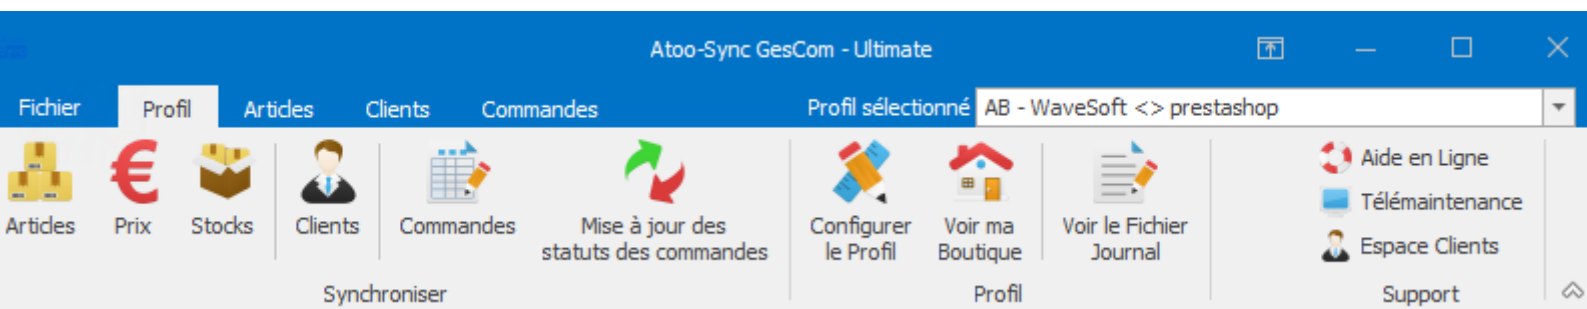 Atoo-Sync GesCom - Ultimate
Fichier Profil Articles Clients Commandes Profil sélectionné AB - WaveSoft <> prestashop
Articles
Prix
Stocks
Clients
Commandes
Mise à jour des
statuts des commandes
Synchroniser
Configurer
le Profil
Voir ma
Boutique
Voir le Fichier
Journal
Profil
Aide en Ligne
Télémaintenance
Espace Clients
Support